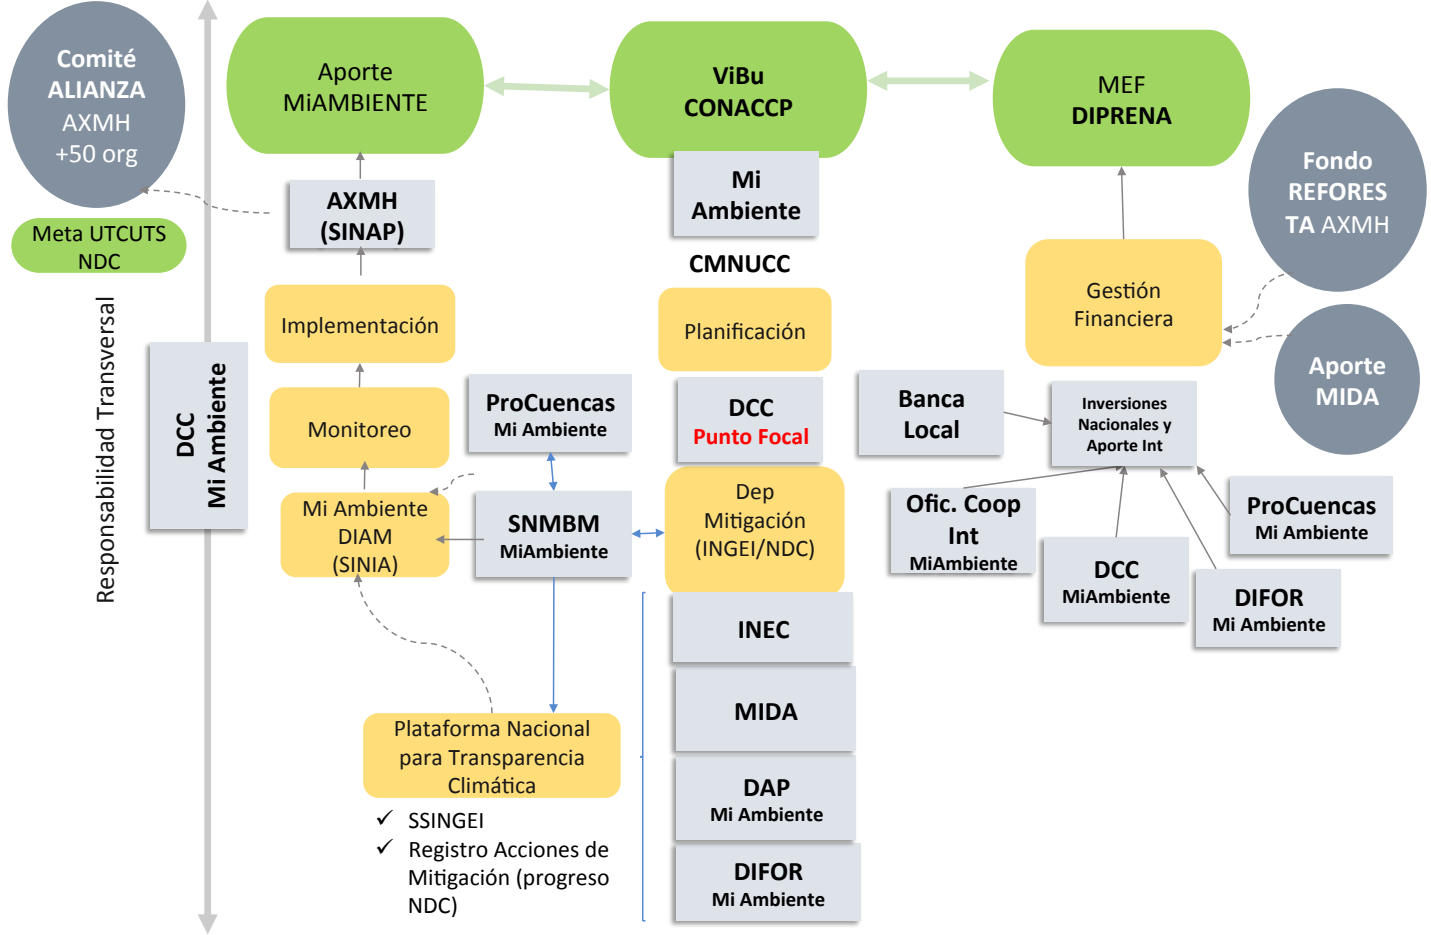 Comité
ALIANZA
AXMH
+50 org
Aporte
MiAMBIENTE
ViBu
CONACCP
MEF
DIPRENA
Fondo
REFORES
TA AXMH
Mi
Ambiente
AXMH
(SINAP)
Meta UTCUTS
NDC
CMNUCC
Implementación
Planificación
Gestión
Financiera
Aporte
MIDA
Responsabilidad Transversal
DCC
Mi Ambiente
Monitoreo
ProCuencas
Mi Ambiente
DCC
Punto Focal
Banca
Local
Inversiones
Nacionales y
Aporte Int
Mi Ambiente
DIAM
(SINIA)
SNMBM
MiAmbiente
Dep
Mitigación
(INGEI/NDC)
Ofic. Coop
Int
MiAmbiente
DCC
MiAmbiente
ProCuencas
Mi Ambiente
DIFOR
Mi Ambiente
INEC
MIDA
Plataforma Nacional
para Transparencia
Climática
DAP
Mi Ambiente
✓ SSINGEI
✓ Registro Acciones de
Mitigación (progreso
NDC)
DIFOR
Mi Ambiente